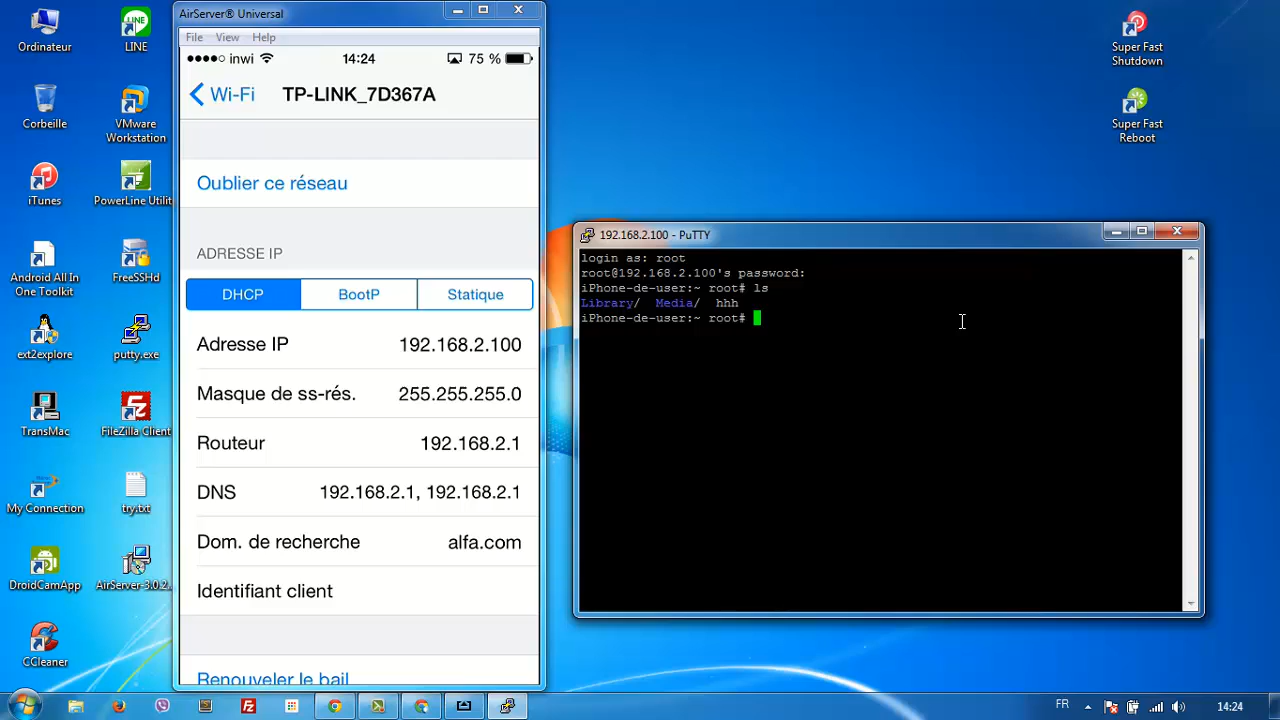 Ordinateur
LINE
Corbeille
VMware
Workstation
iTunes
PowerLine Utilit
Android All In
One Toolkit
FreeSSHd
ext2explore
putty.exe
TransMac
FileZilla Client
My Connection
try.txt
DroidCamApp
AirServer-3.0.2...
CCleaner
AirServer® Universal
File View Help
inwi 14:24 75 %
Wi-Fi TP-LINK_7D367A
Oublier ce réseau
ADRESSE IP
DHCP BootP Statique
Adresse IP 192.168.2.100
Masque de ss-rés. 255.255.255.0
Routeur 192.168.2.1
DNS 192.168.2.1, 192.168.2.1
Dom. de recherche alfa.com
Identifiant client
Renouveler le bail
192.168.2.100 - PuTTY
login as: root
root@192.168.2.100's password:
iPhone-de-user:~ root# ls
Library/ Media/ hhh
iPhone-de-user:~ root#
Super Fast
Shutdown
Super Fast
Reboot
FR 14:24